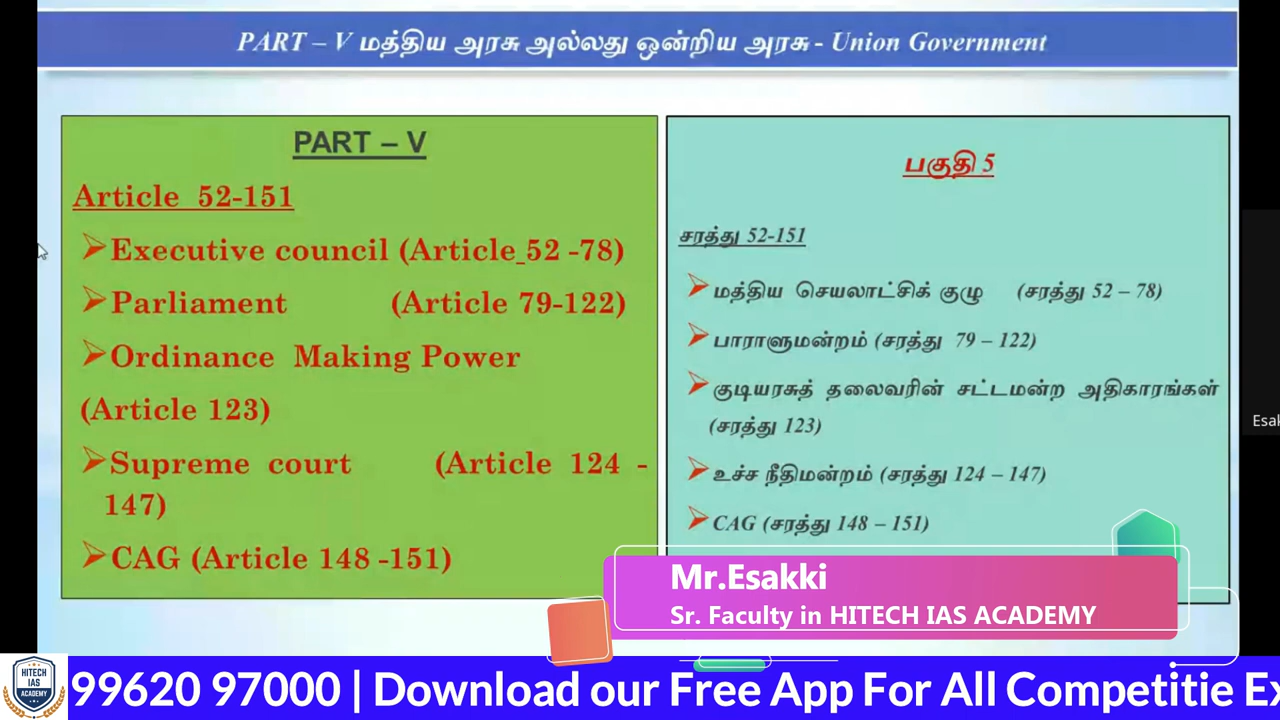 PART – V மத்திய அரசு அல்லது ஒன்றிய அரசு - Union Government
PART – V
Article 52-151
Executive council (Article 52 -78)
Parliament (Article 79-122)
Ordinance Making Power
(Article 123)
Supreme court (Article 124 -
147)
CAG (Article 148 -151)
பகுதி 5
சரத்து 52-151
மத்திய செயலாட்சிக் குழு (சரத்து 52 – 78)
பாராளுமன்றம் (சரத்து 79 – 122)
குடியரசுத் தலைவரின் சட்டமன்ற அதிகாரங்கள்
(சரத்து 123)
உச்ச நீதிமன்றம் (சரத்து 124 – 147)
CAG (சரத்து 148 – 151)
Mr.Esakki
Sr. Faculty in HITECH IAS ACADEMY
HITECH
IAS
ACADEMY
99620 97000 | Download our Free App For All Competitie